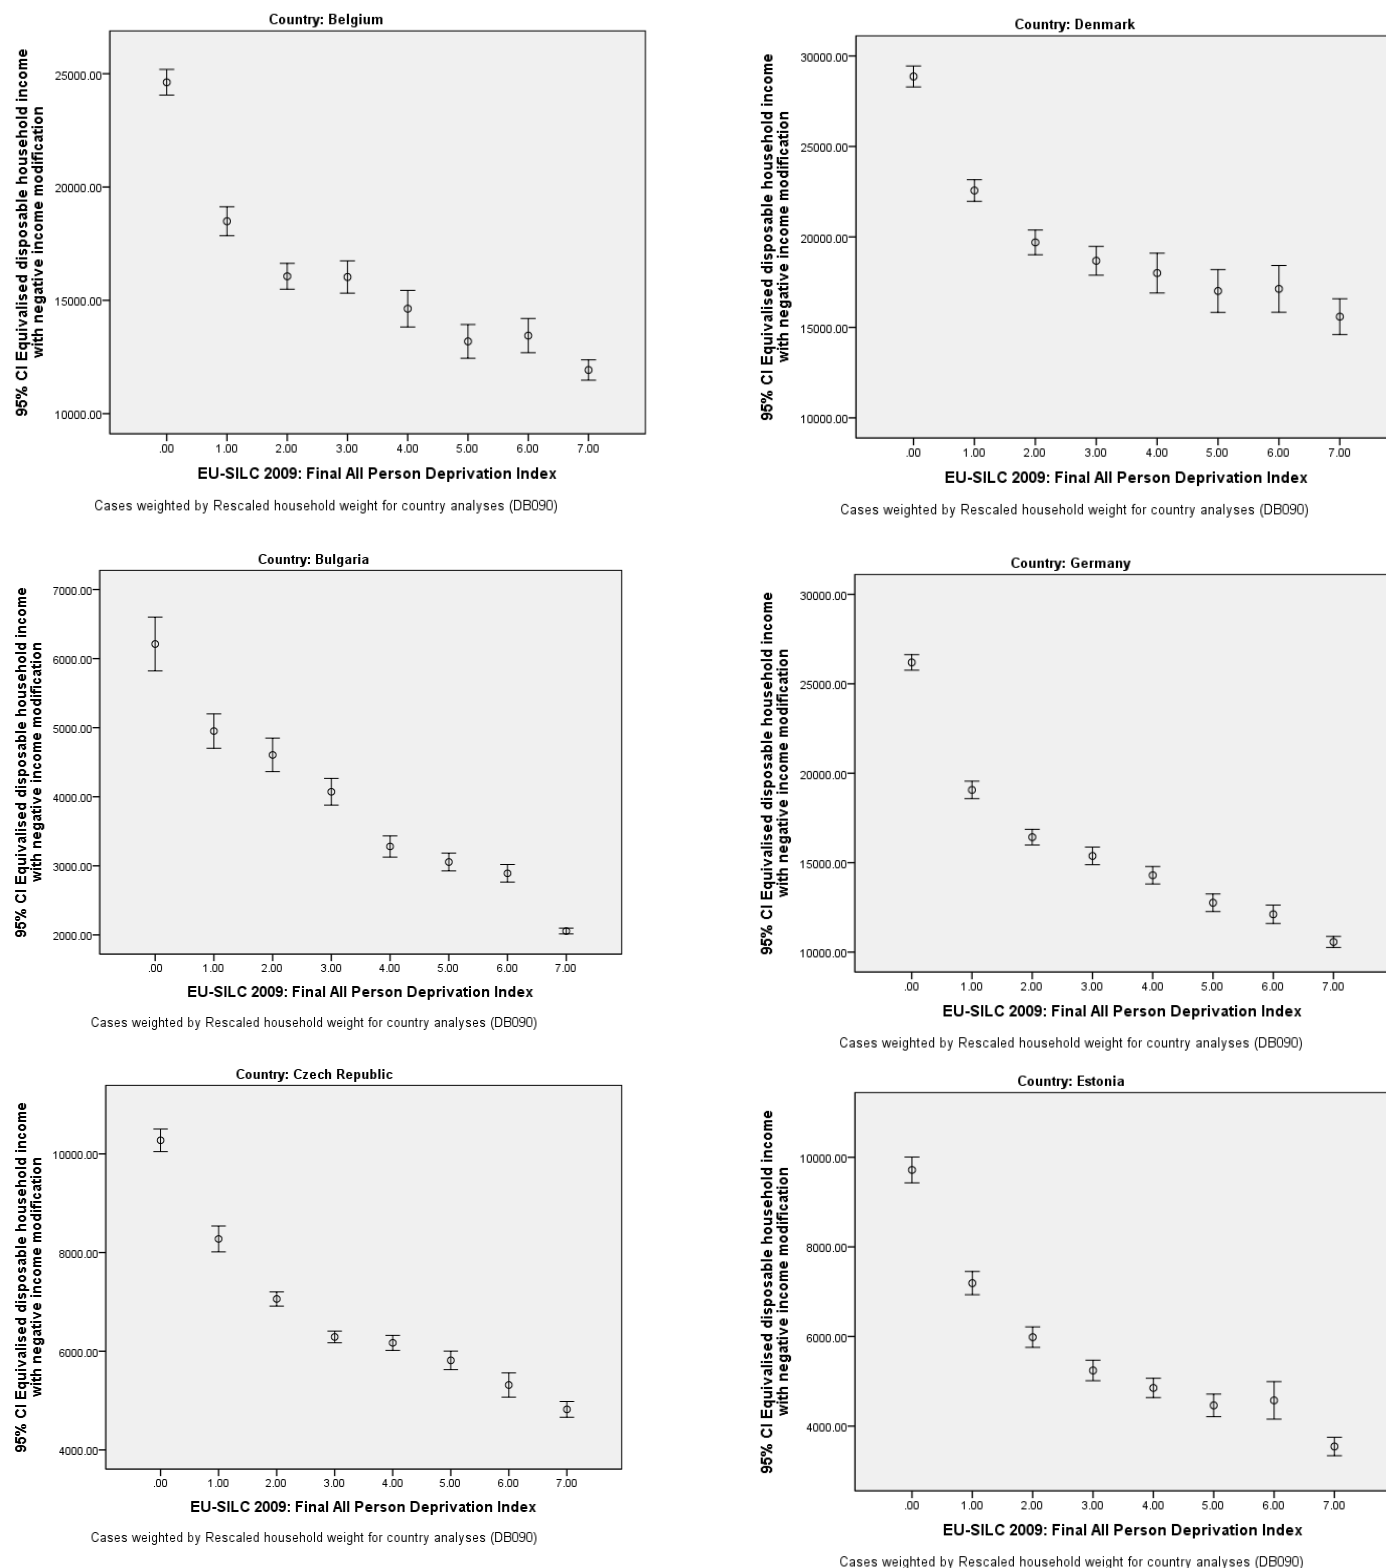 Country: Belgium
95% CI Equivalised disposable household income
with negative income modification
25000.00
20000.00
15000.00
10000.00
.00 1.00 2.00 3.00 4.00 5.00 6.00 7.00
EU-SILC 2009: Final All Person Deprivation Index
Cases weighted by Rescaled household weight for country analyses (DB090)
Country: Denmark
95% CI Equivalised disposable household income
with negative income modification
30000.00
25000.00
20000.00
15000.00
10000.00
.00 1.00 2.00 3.00 4.00 5.00 6.00 7.00
EU-SILC 2009: Final All Person Deprivation Index
Cases weighted by Rescaled household weight for country analyses (DB090)
Country: Bulgaria
95% CI Equivalised disposable household income
with negative income modification
7000.00
6000.00
5000.00
4000.00
3000.00
2000.00
.00 1.00 2.00 3.00 4.00 5.00 6.00 7.00
EU-SILC 2009: Final All Person Deprivation Index
Cases weighted by Rescaled household weight for country analyses (DB090)
Country: Germany
95% CI Equivalised disposable household income
with negative income modification
30000.00
25000.00
20000.00
15000.00
10000.00
.00 1.00 2.00 3.00 4.00 5.00 6.00 7.00
EU-SILC 2009: Final All Person Deprivation Index
Cases weighted by Rescaled household weight for country analyses (DB090)
Country: Czech Republic
95% CI Equivalised disposable household income
with negative income modification
10000.00
8000.00
6000.00
4000.00
.00 1.00 2.00 3.00 4.00 5.00 6.00 7.00
EU-SILC 2009: Final All Person Deprivation Index
Cases weighted by Rescaled household weight for country analyses (DB090)
Country: Estonia
95% CI Equivalised disposable household income
with negative income modification
10000.00
8000.00
6000.00
4000.00
.00 1.00 2.00 3.00 4.00 5.00 6.00 7.00
EU-SILC 2009: Final All Person Deprivation Index
Cases weighted by Rescaled household weight for country analyses (DB090)